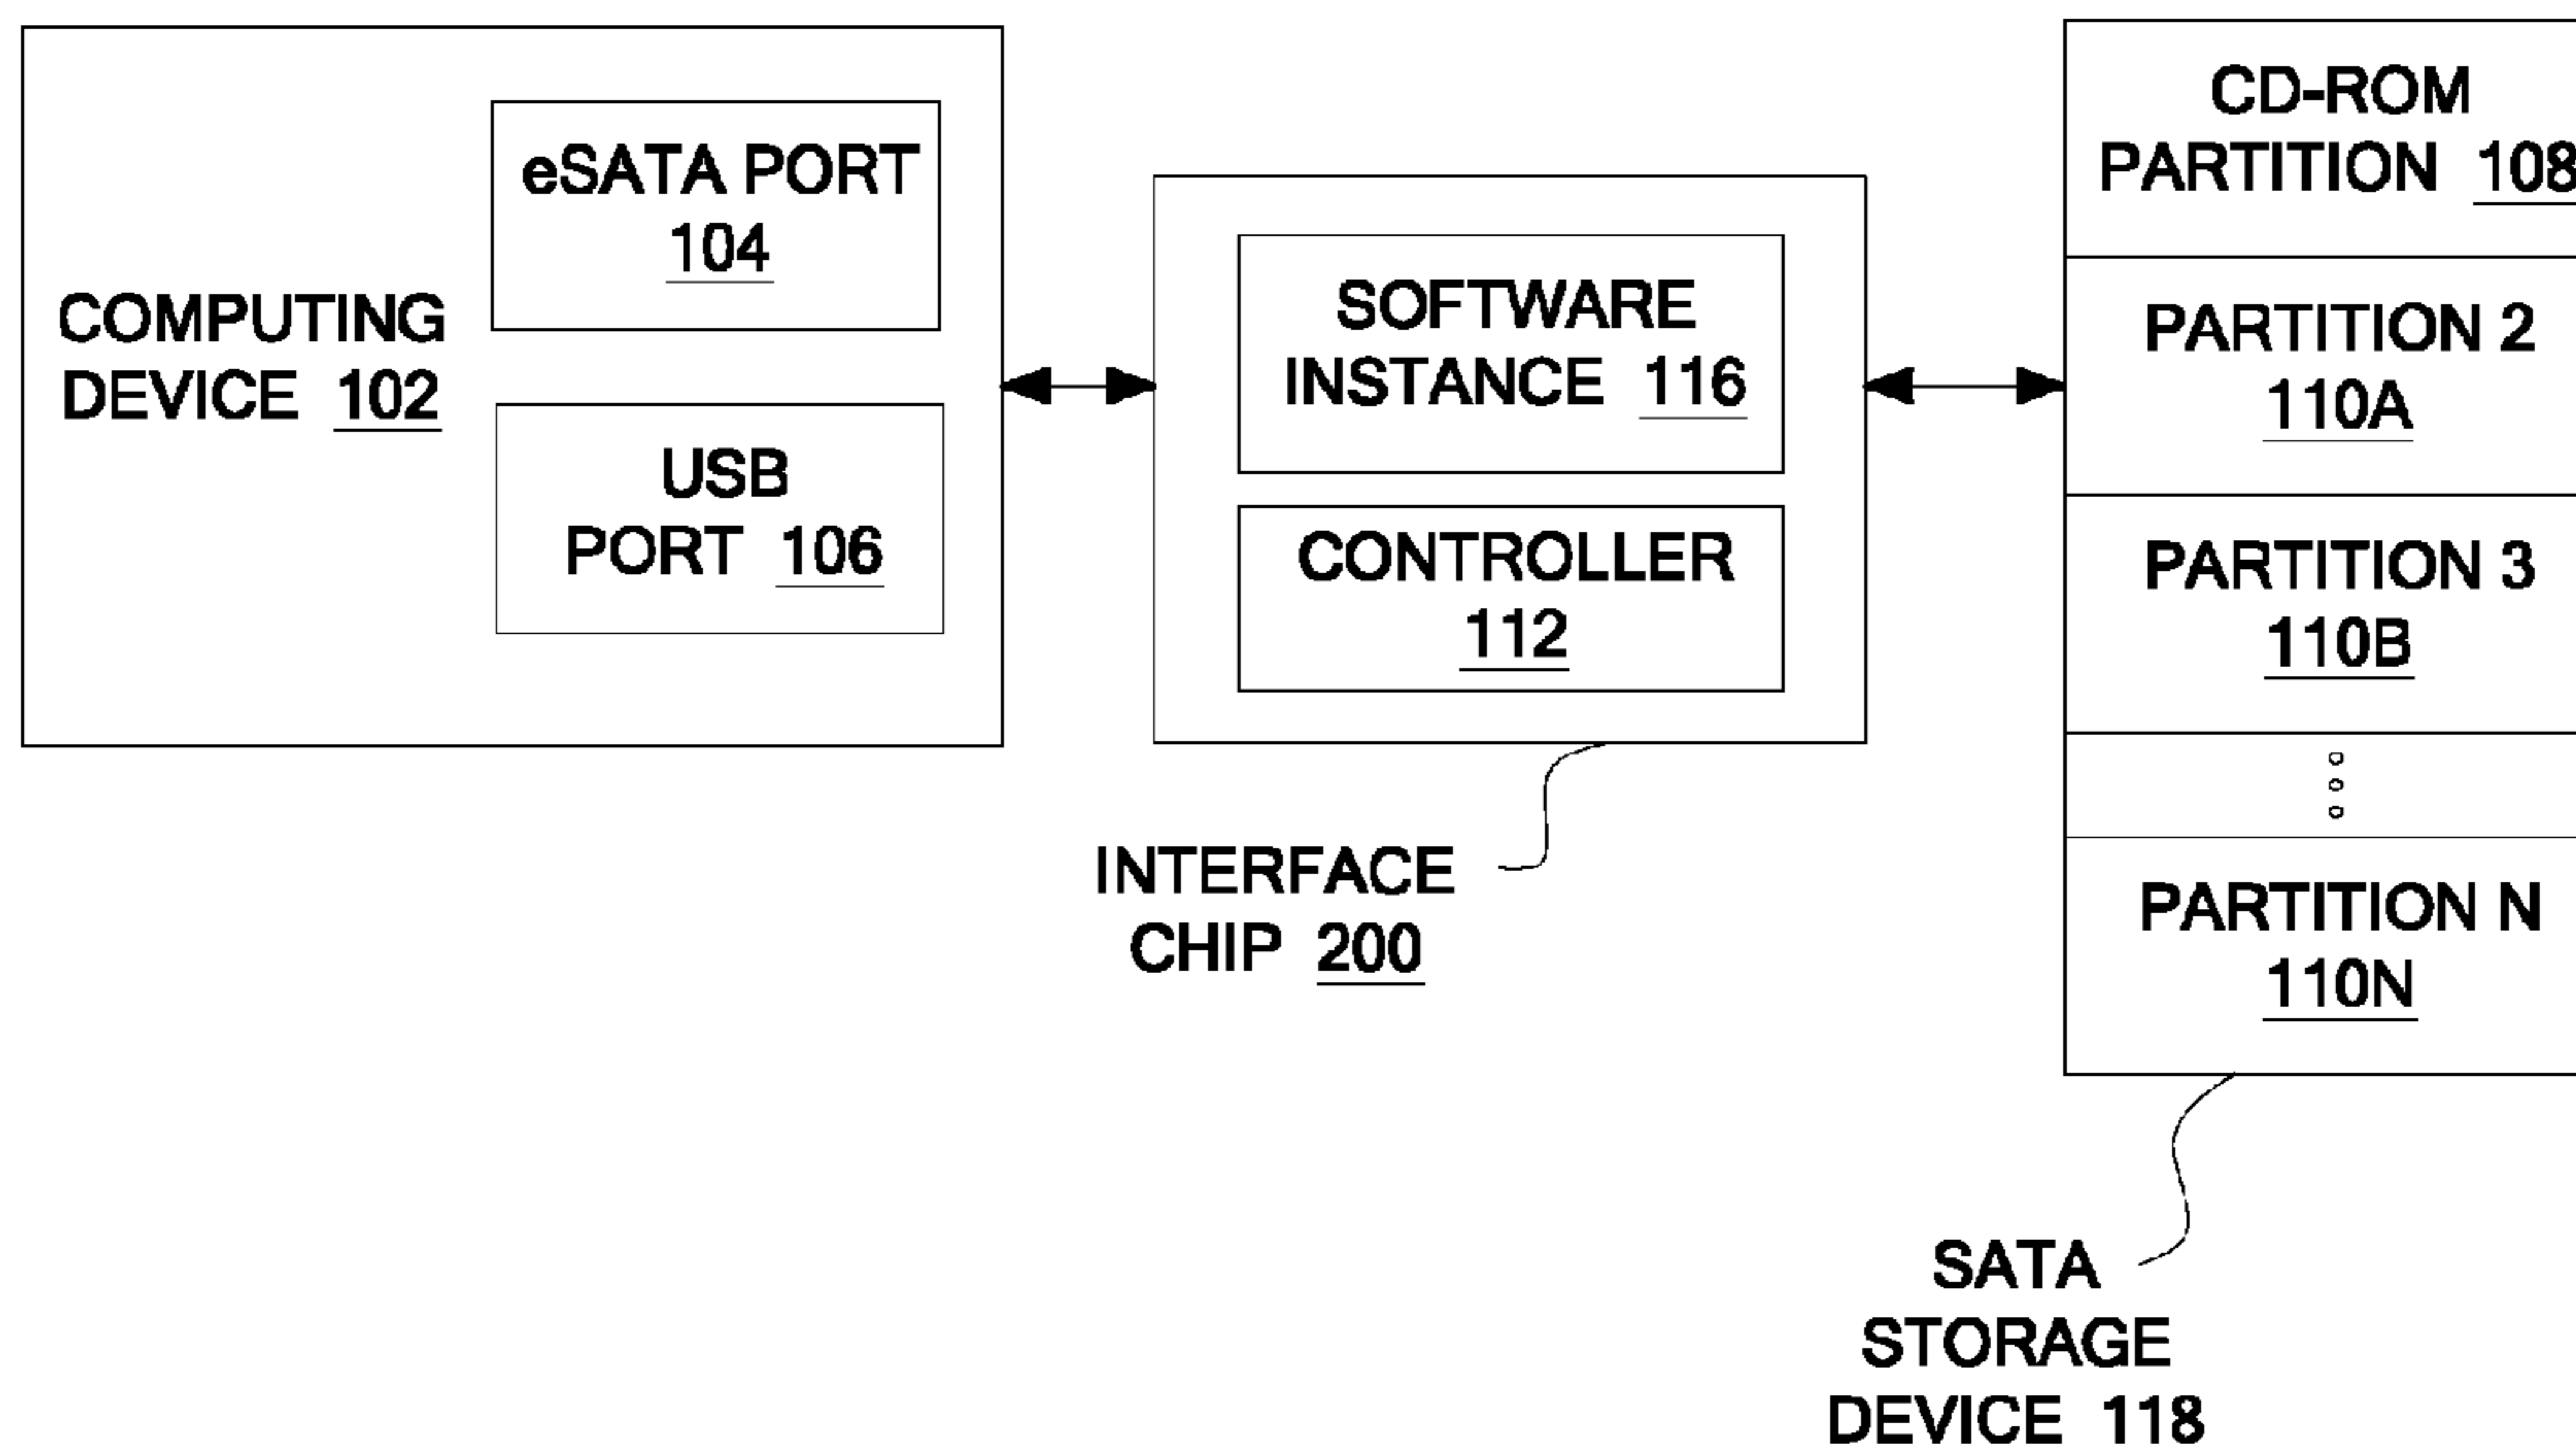 COMPUTING
DEVICE 102
eSATA PORT
104
USB
PORT 106
SOFTWARE
INSTANCE 116
CONTROLLER
112
INTERFACE
CHIP 200
CD-ROM
PARTITION 108
PARTITION 2
110A
PARTITION 3
110B
PARTITION N
110N
SATA
STORAGE
DEVICE 118